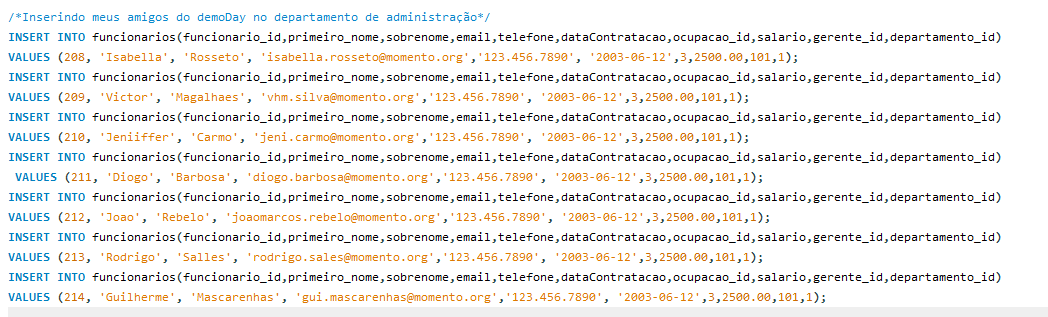 /*Inserindo meus amigos do demoDay no departamento de administração*/
INSERT INTO funcionarios(funcionario_id,primeiro_nome,sobrenome,email,telefone,dataContratacao,ocupacao_id,salario,gerente_id,departamento_id)
VALUES (208, 'Isabella', 'Rosseto', 'isabella.rosseto@momento.org','123.456.7890', '2003-06-12',3,2500.00,101,1);
INSERT INTO funcionarios(funcionario_id,primeiro_nome,sobrenome,email,telefone,dataContratacao,ocupacao_id,salario,gerente_id,departamento_id)
VALUES (209, 'Victor', 'Magalhaes', 'vhm.silva@momento.org','123.456.7890', '2003-06-12',3,2500.00,101,1);
INSERT INTO funcionarios(funcionario_id,primeiro_nome,sobrenome,email,telefone,dataContratacao,ocupacao_id,salario,gerente_id,departamento_id)
VALUES (210, 'Jeniiffer', 'Carmo', 'jeni.carmo@momento.org','123.456.7890', '2003-06-12',3,2500.00,101,1);
INSERT INTO funcionarios(funcionario_id,primeiro_nome,sobrenome,email,telefone,dataContratacao,ocupacao_id,salario,gerente_id,departamento_id)
VALUES (211, 'Diogo', 'Barbosa', 'diogo.barbosa@momento.org','123.456.7890', '2003-06-12',3,2500.00,101,1);
INSERT INTO funcionarios(funcionario_id,primeiro_nome,sobrenome,email,telefone,dataContratacao,ocupacao_id,salario,gerente_id,departamento_id)
VALUES (212, 'Joao', 'Rebelo', 'joaomarcos.rebelo@momento.org','123.456.7890', '2003-06-12',3,2500.00,101,1);
INSERT INTO funcionarios(funcionario_id,primeiro_nome,sobrenome,email,telefone,dataContratacao,ocupacao_id,salario,gerente_id,departamento_id)
VALUES (213, 'Rodrigo', 'Salles', 'rodrigo.sales@momento.org','123.456.7890', '2003-06-12',3,2500.00,101,1);
INSERT INTO funcionarios(funcionario_id,primeiro_nome,sobrenome,email,telefone,dataContratacao,ocupacao_id,salario,gerente_id,departamento_id)
VALUES (214, 'Guilherme', 'Mascarenhas', 'gui.mascarenhas@momento.org','123.456.7890', '2003-06-12',3,2500.00,101,1);